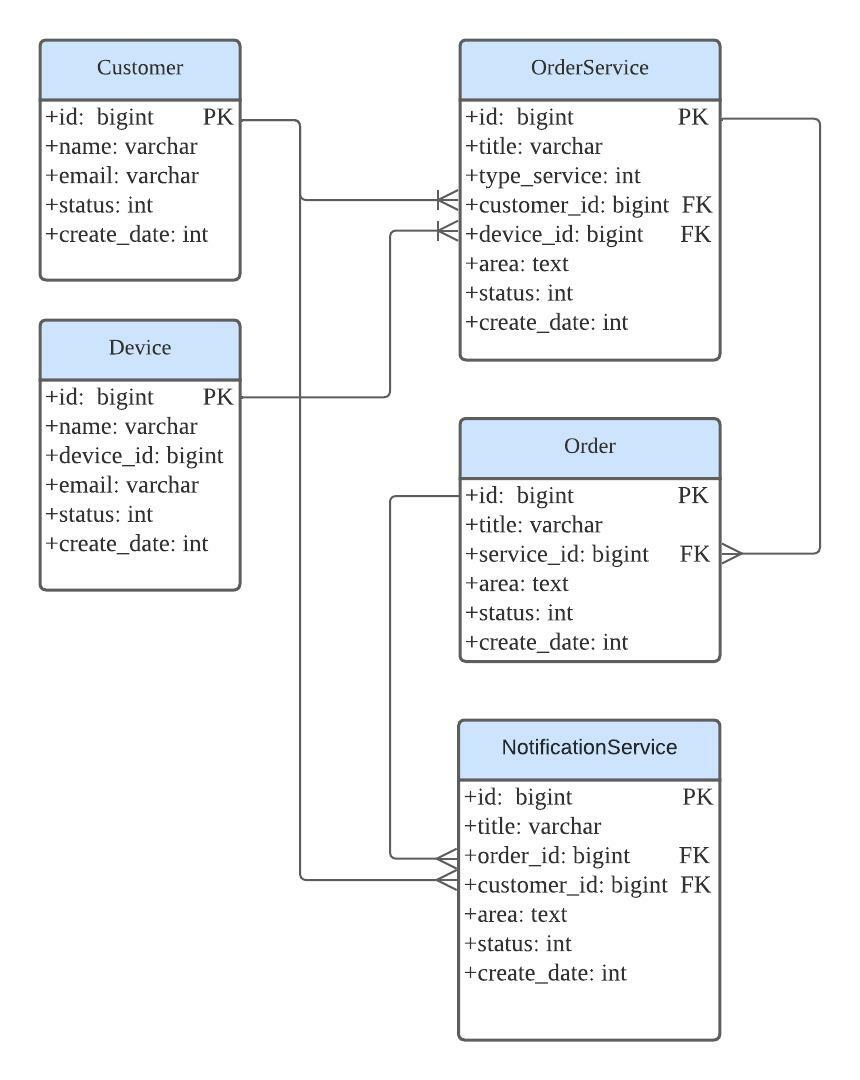 Customer
+id: bigint PK
+name: varchar
+email: varchar
+status: int
+create_date: int
Device
+id: bigint PK
+name: varchar
+device_id: bigint
+email: varchar
+status: int
+create_date: int
OrderService
+id: bigint PK
+title: varchar
+type_service: int
+customer_id: bigint FK
+device_id: bigint FK
+area: text
+status: int
+create_date: int
Order
+id: bigint PK
+title: varchar
+service_id: bigint FK
+area: text
+status: int
+create_date: int
NotificationService
+id: bigint PK
+title: varchar
+order_id: bigint FK
+customer_id: bigint FK
+area: text
+status: int
+create_date: int